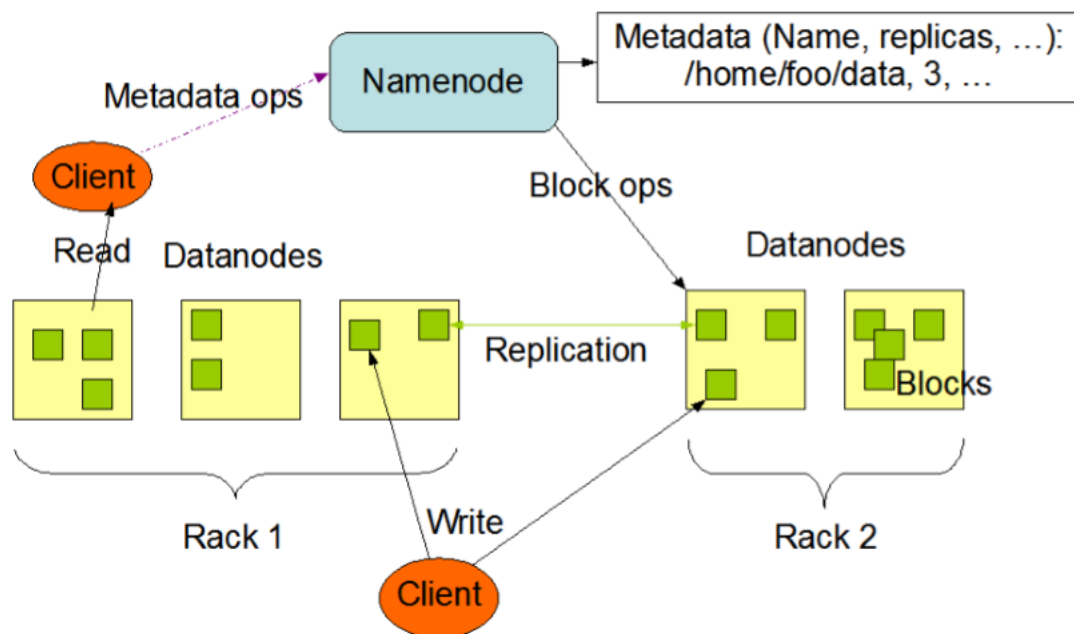 Metadata (Name, replicas, …):
/home/foo/data, 3, …
Namenode
Metadata ops
Client
Block ops
Read
Datanodes
Datanodes
Replication
Blocks
Rack 1
Write
Rack 2
Client